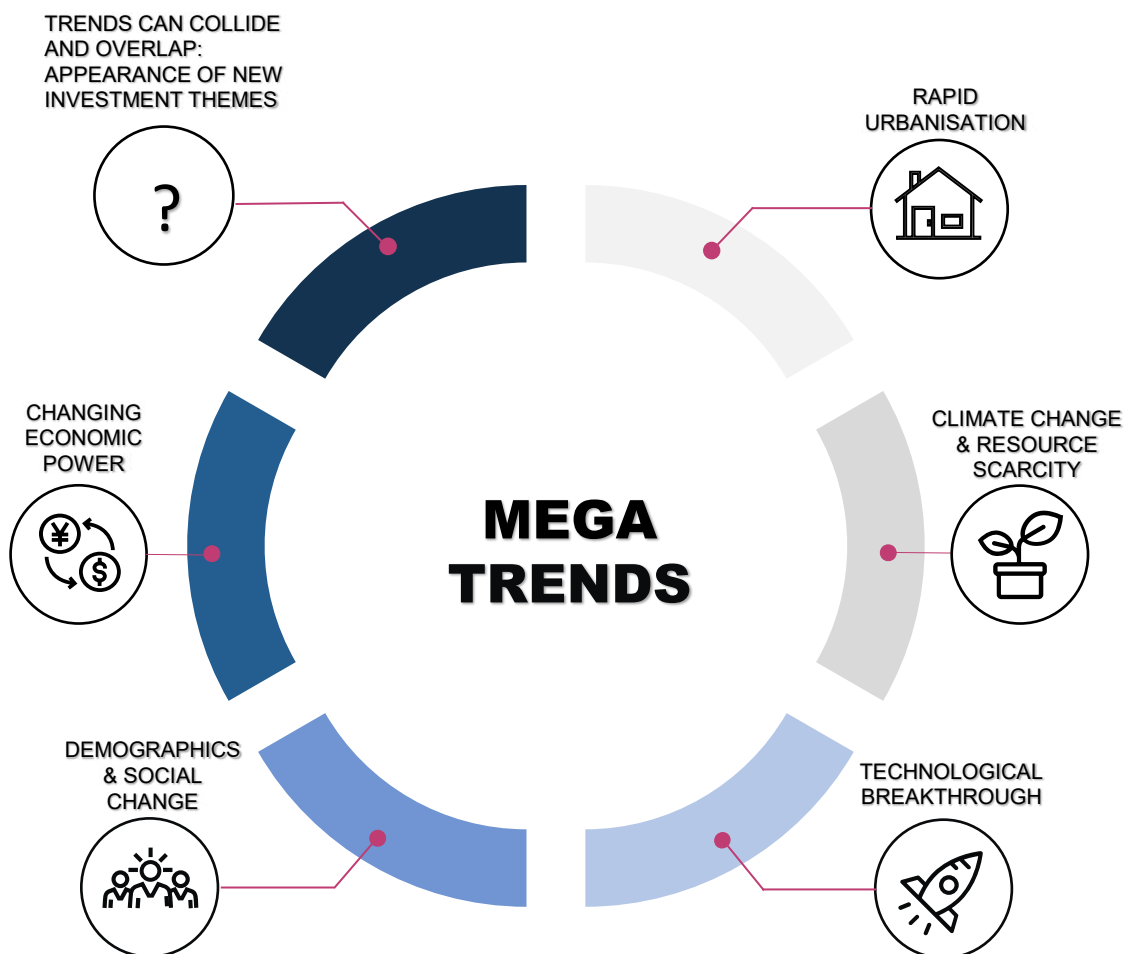 TRENDS CAN COLLIDE
AND OVERLAP:
APPEARANCE OF NEW
INVESTMENT THEMES
?
RAPID
URBANISATION
CHANGING
ECONOMIC
POWER
¥
$
CLIMATE CHANGE
& RESOURCE
SCARCITY
MEGA
TRENDS
DEMOGRAPHICS
& SOCIAL
CHANGE
TECHNOLOGICAL
BREAKTHROUGH